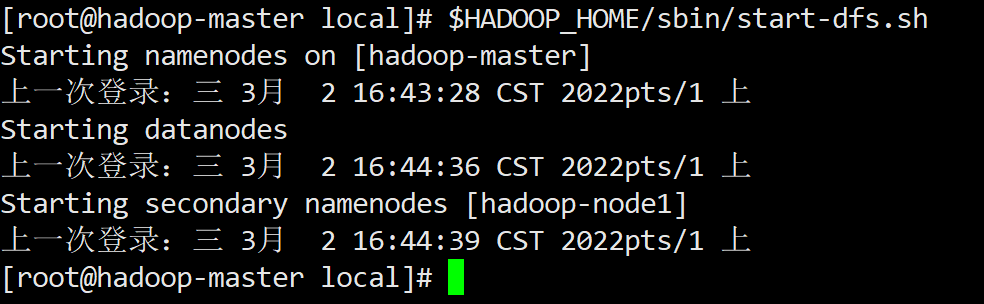 [root@hadoop-master local]# $HADOOP_HOME/sbin/start-dfs.sh
Starting namenodes on [hadoop-master]
上一次登录：三 3月  2 16:43:28 CST 2022pts/1 上
Starting datanodes
上一次登录：三 3月  2 16:44:36 CST 2022pts/1 上
Starting secondary namenodes [hadoop-node1]
上一次登录：三 3月  2 16:44:39 CST 2022pts/1 上
[root@hadoop-master local]#